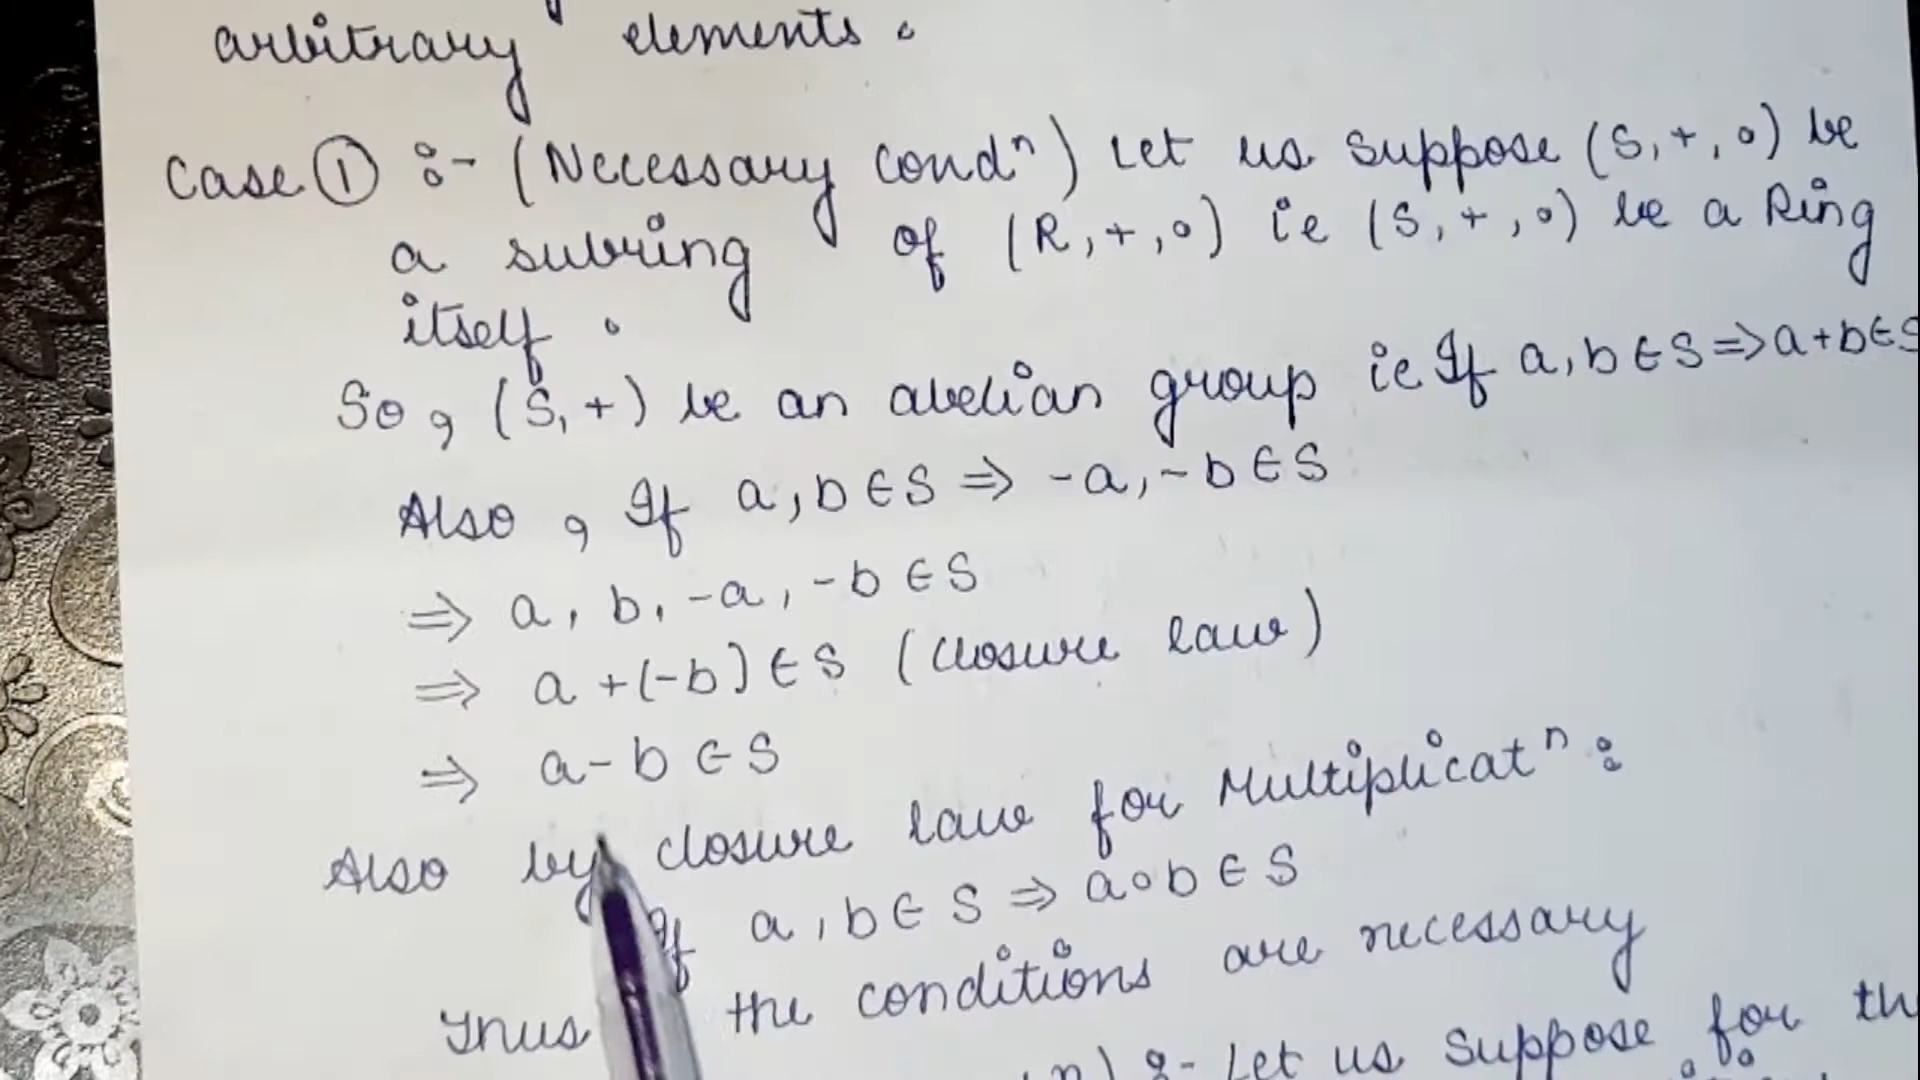 arbitrary elements.
Case ① :- (Necessary condⁿ) Let us suppose (S,+,∘) be
a subring of (R,+,∘) ie (S,+,∘) be a Ring
itself.
So, (S,+) be an abelian group ie If a,b∈S⇒a+b∈S
Also, If a,b∈S ⇒ -a,-b∈S
⇒ a, b, -a, -b ∈S
⇒ a +(-b)∈S (closure law)
⇒ a-b∈S
Also by closure law for Multiplicatⁿ:
If a,b∈S ⇒ a∘b∈S
Thus the conditions are necessary
n) :- Let us suppose for th